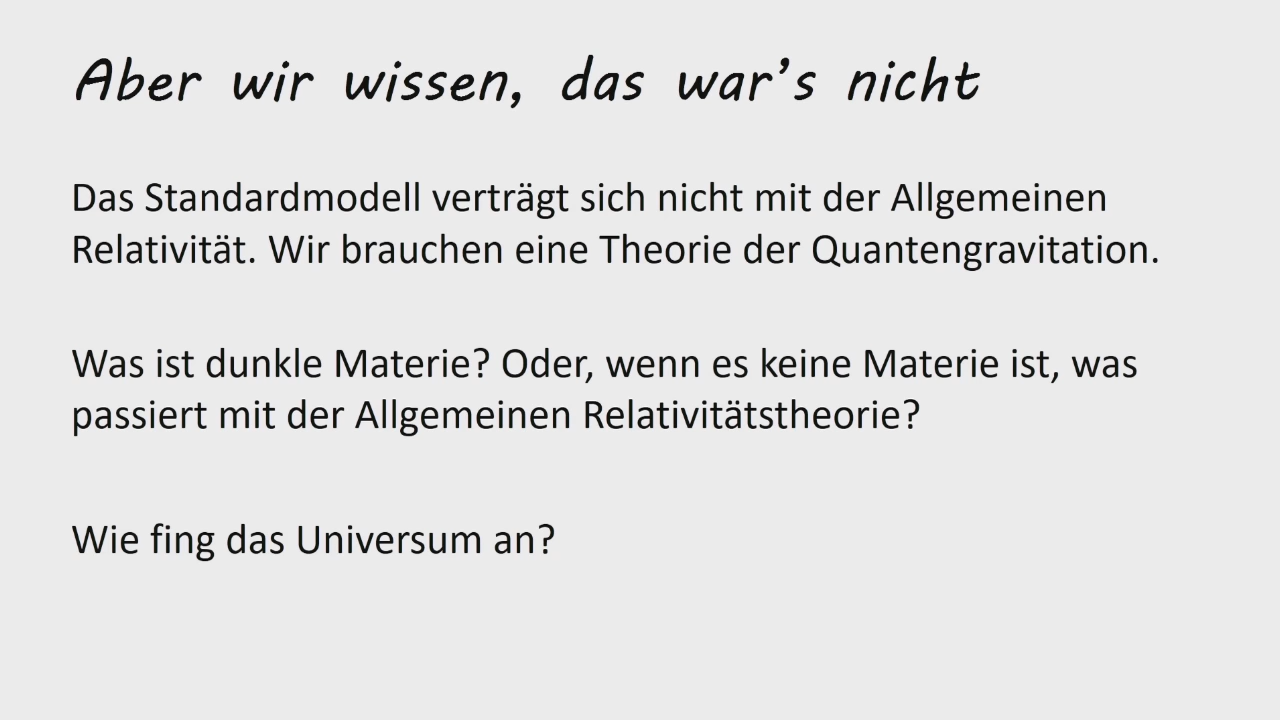 Aber wir wissen, das war’s nicht
Das Standardmodell verträgt sich nicht mit der Allgemeinen
Relativität. Wir brauchen eine Theorie der Quantengravitation.
Was ist dunkle Materie? Oder, wenn es keine Materie ist, was
passiert mit der Allgemeinen Relativitätstheorie?
Wie fing das Universum an?